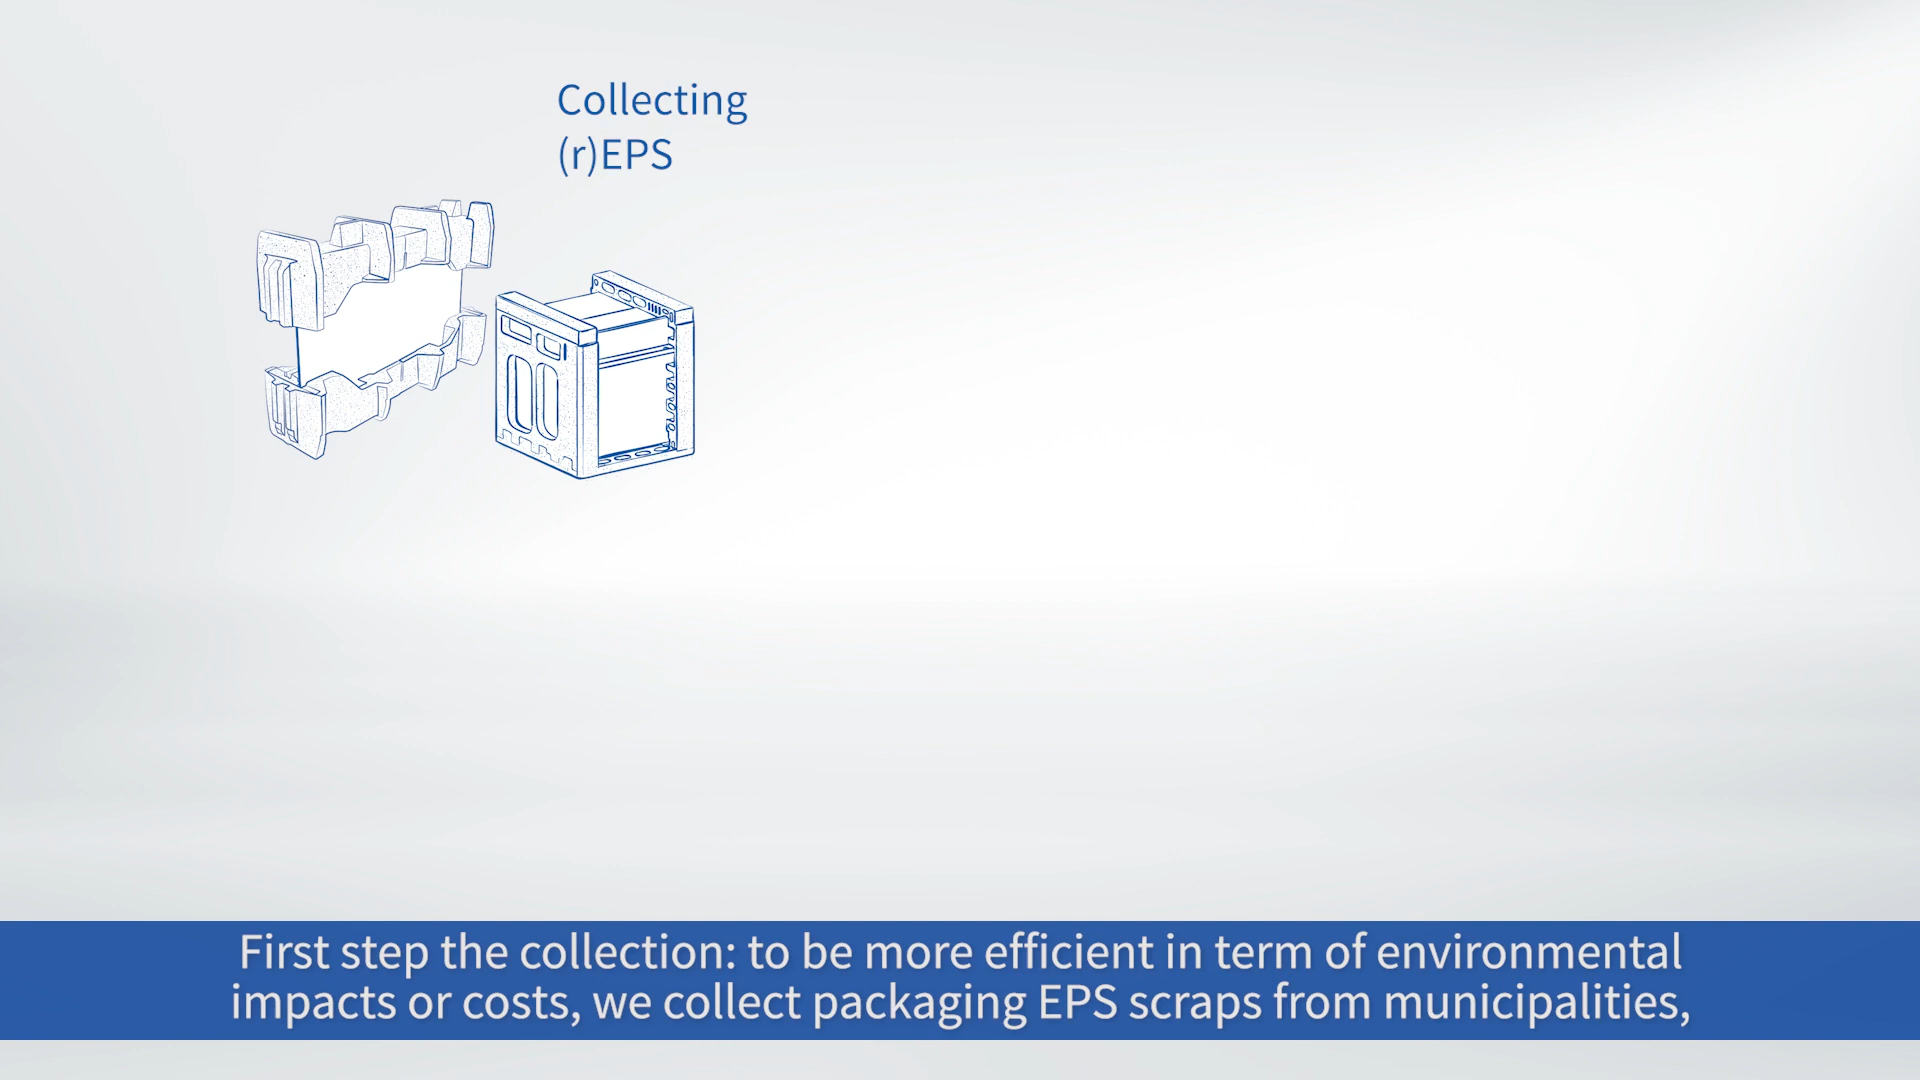 Collecting
(r)EPS
First step the collection: to be more efficient in term of environmental
impacts or costs, we collect packaging EPS scraps from municipalities,